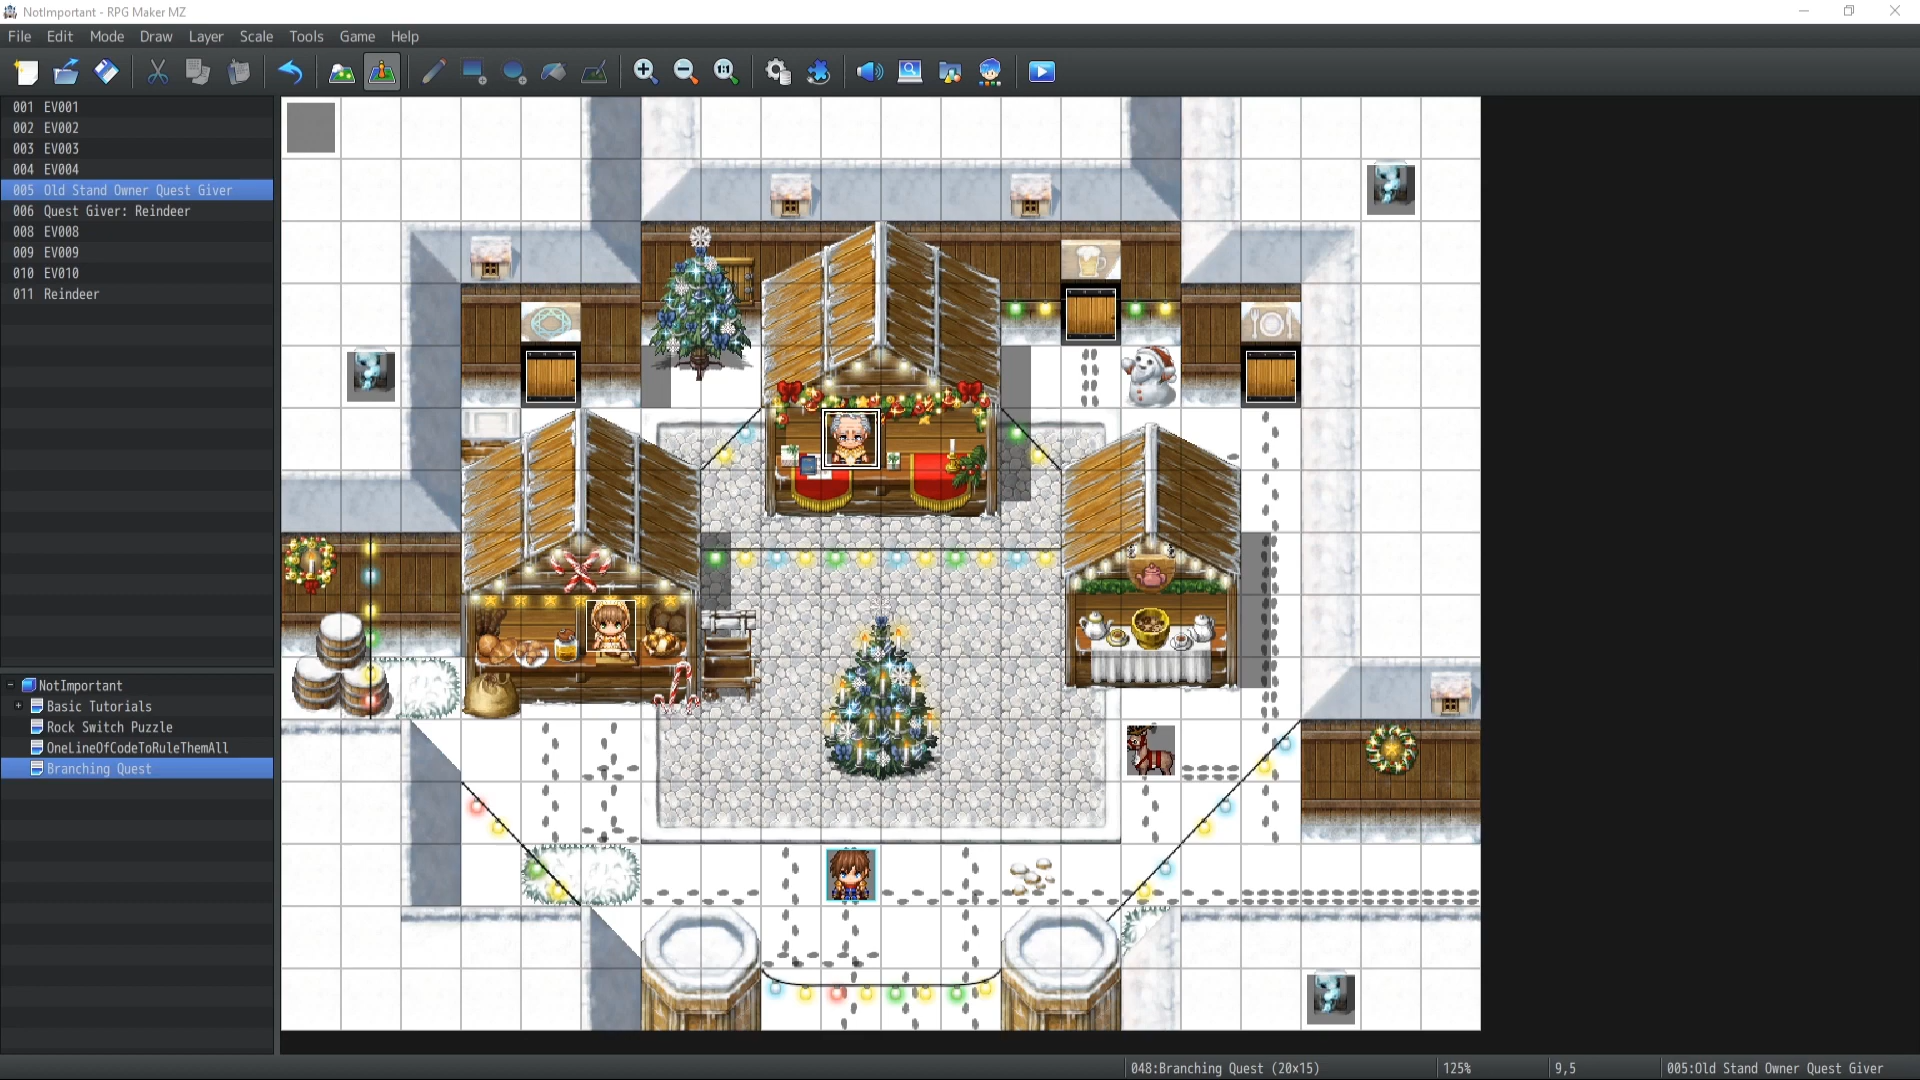 NotImportant - RPG Maker MZ
File Edit Mode Draw Layer Scale Tools Game Help
1:1
001 EV001
002 EV002
003 EV003
004 EV004
005 Old Stand Owner Quest Giver
006 Quest Giver: Reindeer
008 EV008
009 EV009
010 EV010
011 Reindeer
NotImportant
Basic Tutorials
Rock Switch Puzzle
OneLineOfCodeToRuleThemAll
Branching Quest
048:Branching Quest (20x15) 125% 9,5 005:Old Stand Owner Quest Giver